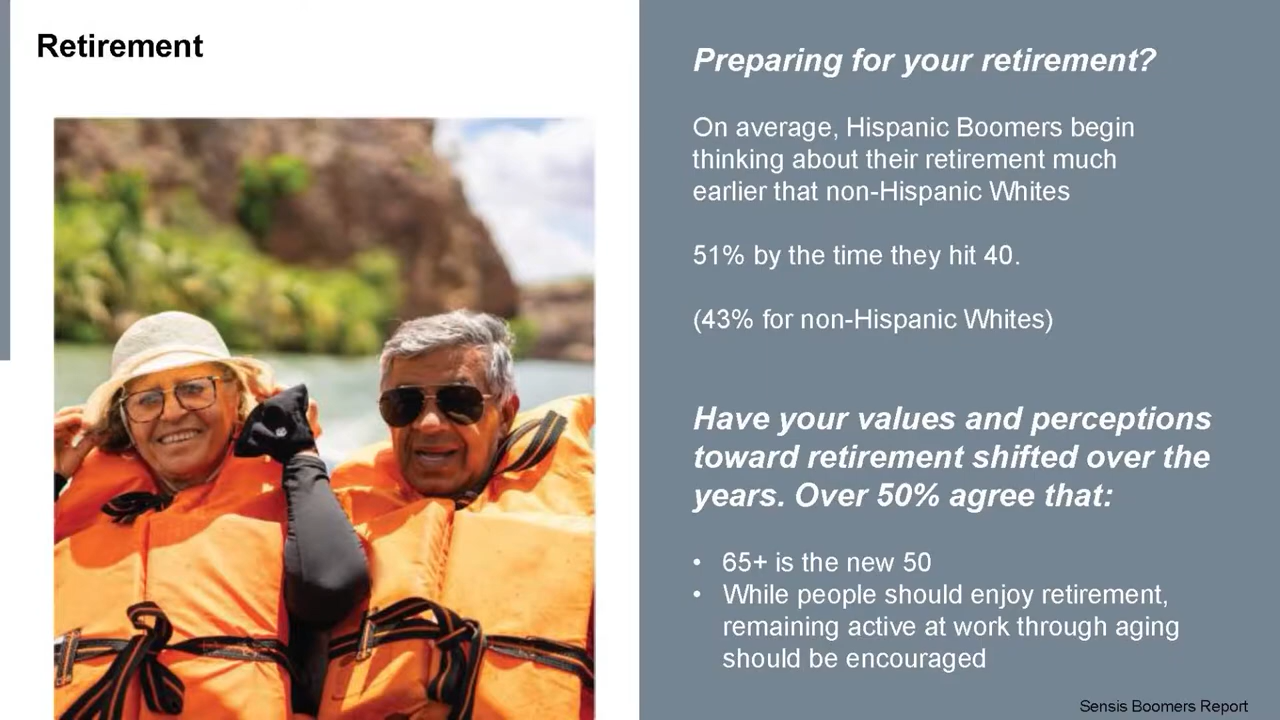 Retirement
Preparing for your retirement?
On average, Hispanic Boomers begin
thinking about their retirement much
earlier that non-Hispanic Whites
51% by the time they hit 40.
(43% for non-Hispanic Whites)
Have your values and perceptions
toward retirement shifted over the
years. Over 50% agree that:
• 65+ is the new 50
• While people should enjoy retirement,
remaining active at work through aging
should be encouraged
Sensis Boomers Report